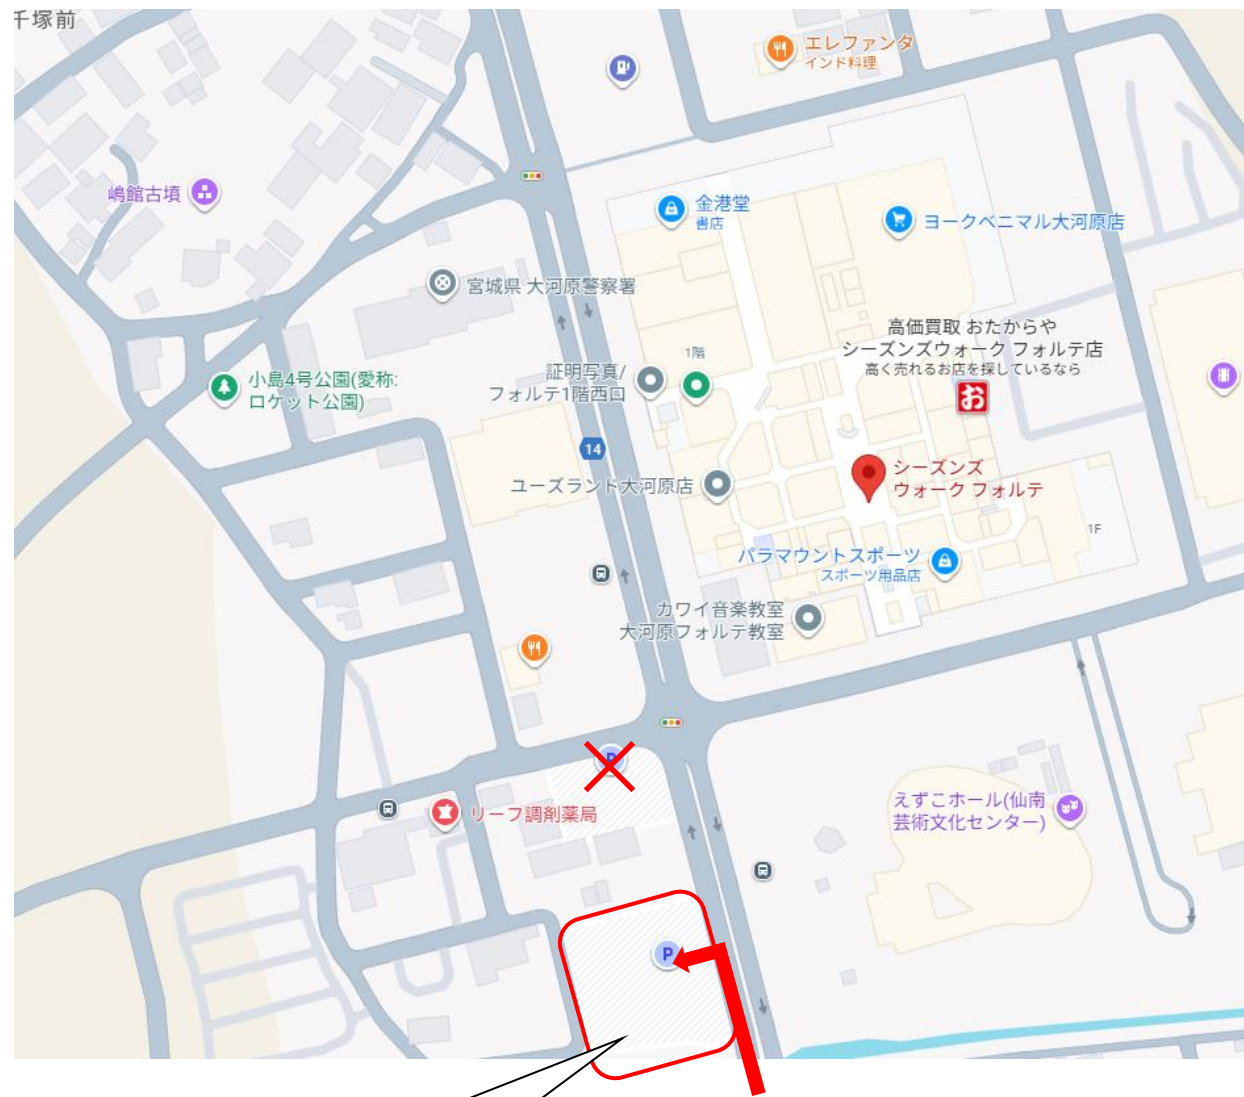 千塚前
エレファンタ
インド料理
嶋館古墳
金港堂
書店
ヨークベニマル大河原店
宮城県 大河原警察署
高価買取 おたからや
シーズンズウォーク フォルテ店
高く売れるお店を探しているなら
お
1階
証明写真/
フォルテ1階西口
小島4号公園(愛称:
ロケット公園)
14
シーズンズ
ウォーク フォルテ
ユーズランド大河原店
1F
パラマウントスポーツ
スポーツ用品店
カワイ音楽教室
大河原フォルテ教室
P
リーフ調剤薬局
えずこホール(仙南
芸術文化センター)
P